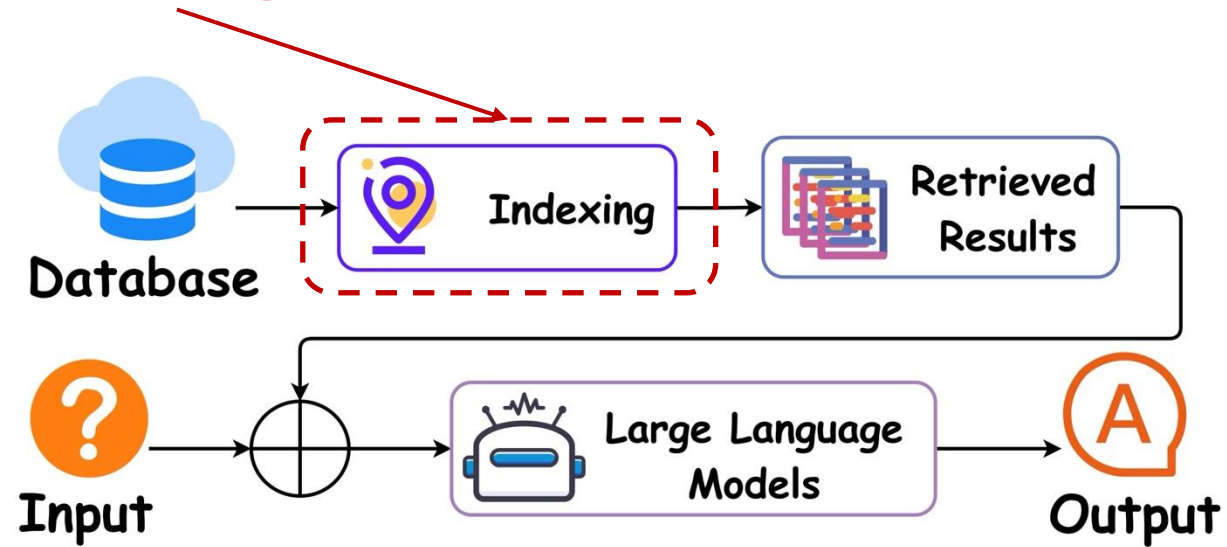 Indexing
Retrieved
Results
Database
?
Large Language
Models
A
Input
Output